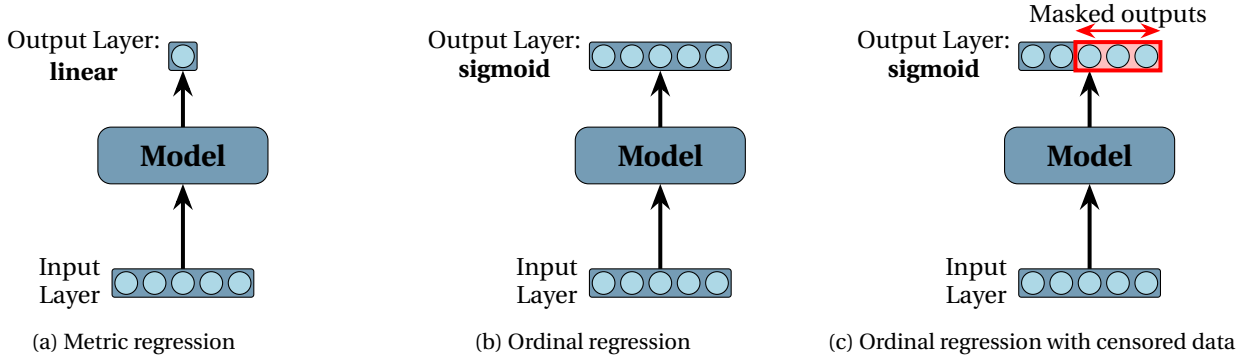 Output Layer:
linear
Model
Input
Layer
(a) Metric regression
Output Layer:
sigmoid
Model
Input
Layer
(b) Ordinal regression
Masked outputs
Output Layer:
sigmoid
Model
Input
Layer
(c) Ordinal regression with censored data